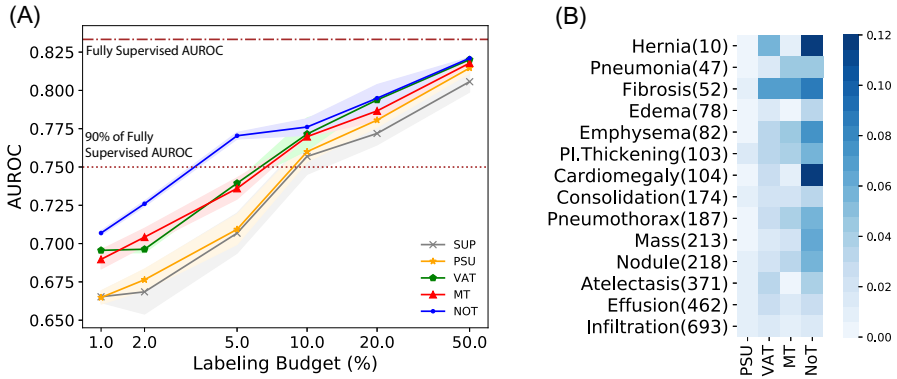 (A)
(B)
AUROC
0.825
0.800
0.775
0.750
0.725
0.700
0.675
0.650
Fully Supervised AUROC
90% of Fully
Supervised AUROC
SUP
PSU
VAT
MT
NOT
1.0
2.0
5.0
10.0
20.0
50.0
Labeling Budget (%)
Hernia(10)
Pneumonia(47)
Fibrosis(52)
Edema(78)
Emphysema(82)
Pl.Thickening(103)
Cardiomegaly(104)
Consolidation(174)
Pneumothorax(187)
Mass(213)
Nodule(218)
Atelectasis(371)
Effusion(462)
Infiltration(693)
PSU
VAT
MT
NoT
0.12
0.10
0.08
0.06
0.04
0.02
0.00